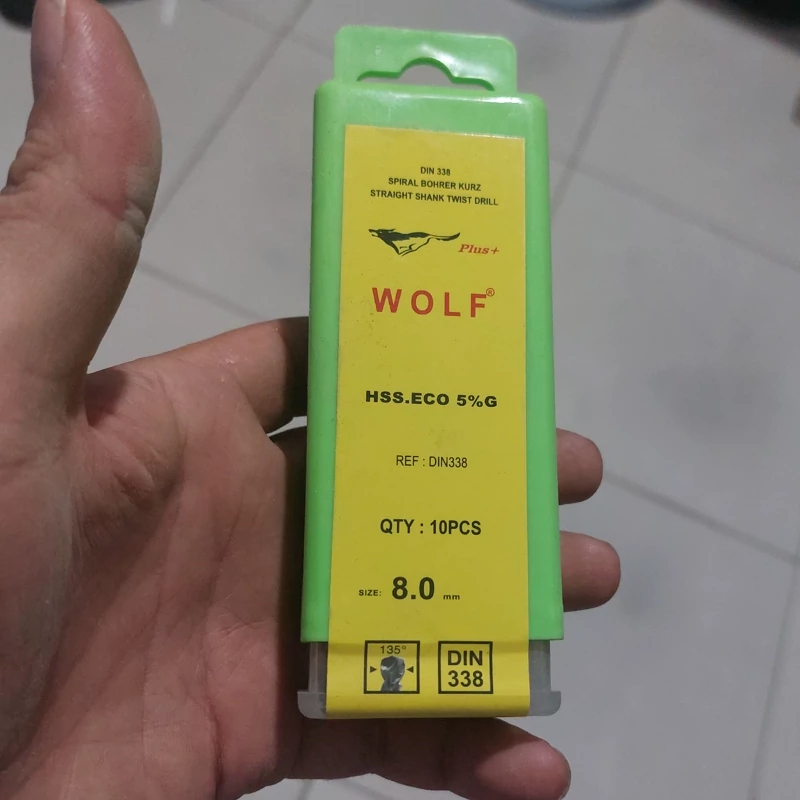 DIN 338
SPIRAL BOHRER KURZ
STRAIGHT SHANK TWIST DRILL
Plus+
WOLF®
HSS.ECO 5%G
REF : DIN338
QTY : 10PCS
SIZE: 8.0 mm
135°
DIN
338